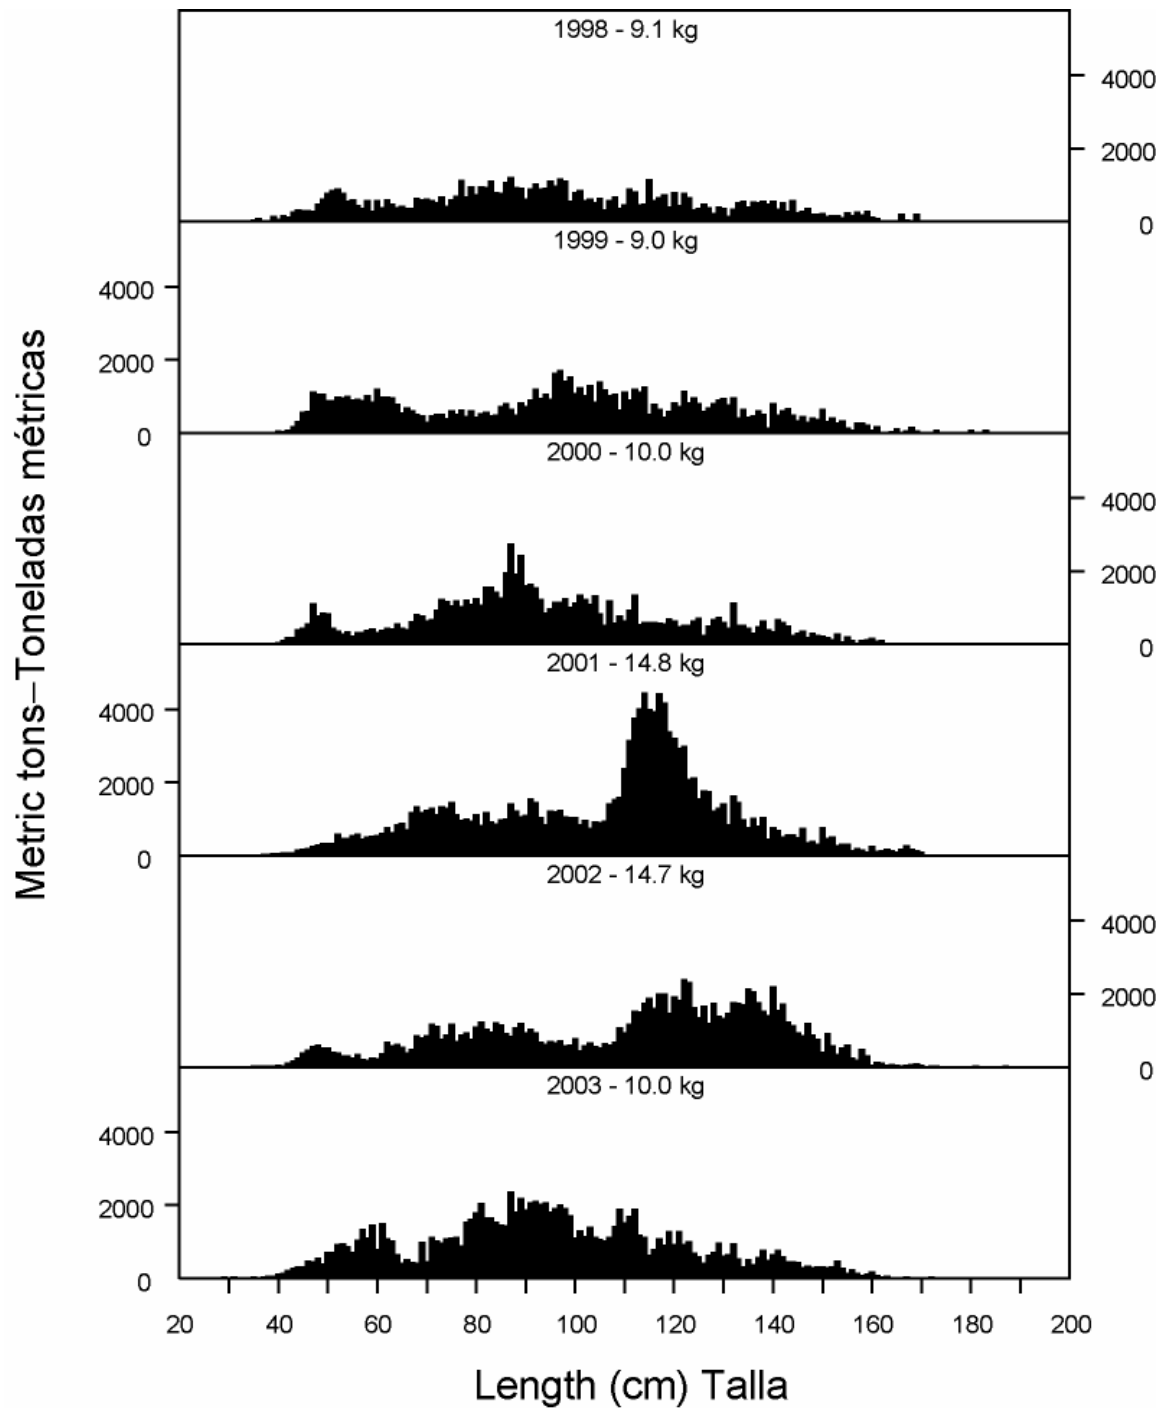 1998 - 9.1 kg
4000
2000
0
1999 - 9.0 kg
4000
2000
0
2000 - 10.0 kg
4000
2000
0
2001 - 14.8 kg
4000
2000
0
2002 - 14.7 kg
4000
2000
0
2003 - 10.0 kg
4000
2000
0
Metric tons–Toneladas métricas
20 40 60 80 100 120 140 160 180 200
Length (cm) Talla